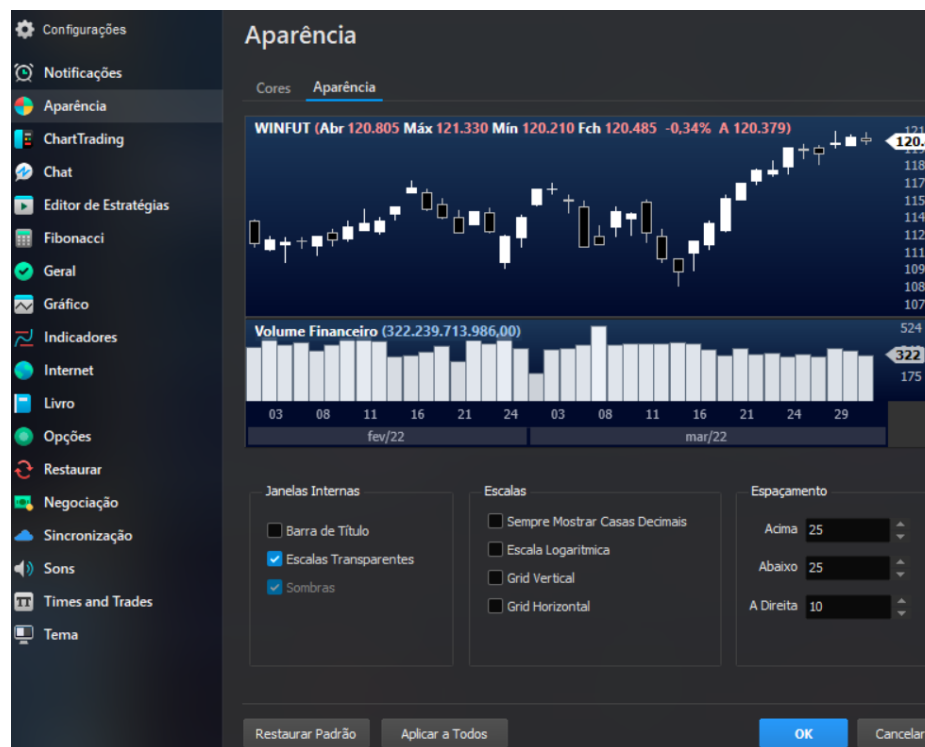 Configurações
Notificações
Aparência
ChartTrading
Chat
Editor de Estratégias
Fibonacci
Geral
Gráfico
Indicadores
Internet
Livro
Opções
Restaurar
Negociação
Sincronização
Sons
Times and Trades
Tema
Aparência
Cores Aparência
WINFUT (Abr 120.805 Máx 121.330 Mín 120.210 Fch 120.485 -0,34% A 120.379)
120.
118
117
115
114
112
111
109
108
107
Volume Financeiro (322.239.713.986,00)
524
322
175
03 08 11 16 21 24 03 08 11 16 21 24 29
fev/22 mar/22
Janelas Internas
Barra de Título
Escalas Transparentes
Sombras
Escalas
Sempre Mostrar Casas Decimais
Escala Logaritmica
Grid Vertical
Grid Horizontal
Espaçamento
Acima 25
Abaixo 25
A Direita 10
Restaurar Padrão Aplicar a Todos OK Cancelar